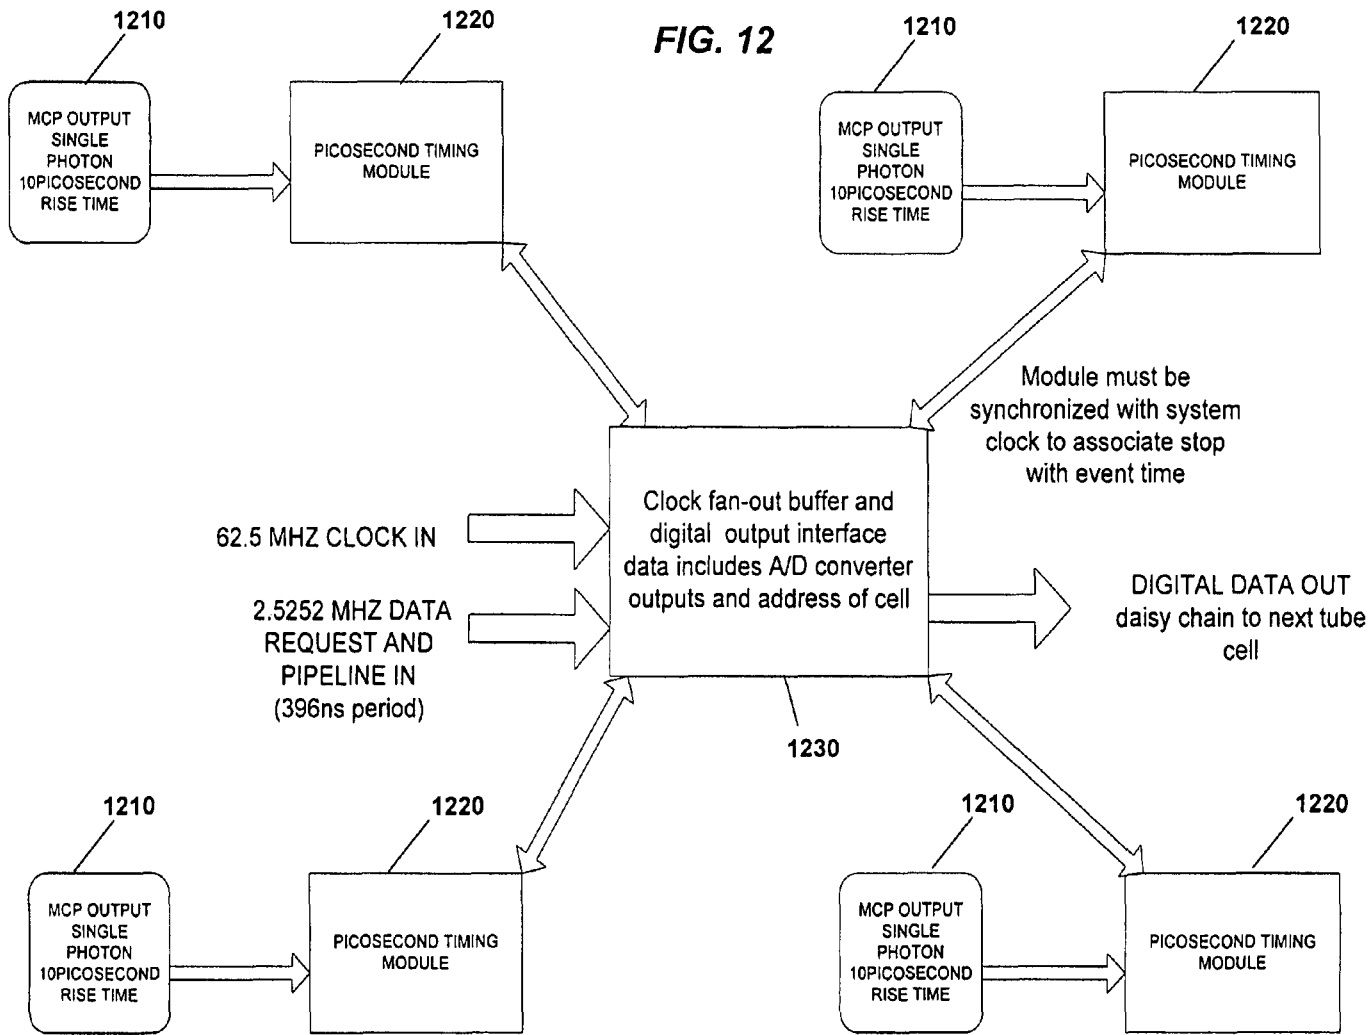 FIG. 12
1210
1220
MCP OUTPUT
SINGLE
PHOTON
10PICOSECOND
RISE TIME
PICOSECOND TIMING
MODULE
1210
1220
MCP OUTPUT
SINGLE
PHOTON
10PICOSECOND
RISE TIME
PICOSECOND TIMING
MODULE
Module must be
synchronized with system
clock to associate stop
with event time
62.5 MHZ CLOCK IN
2.5252 MHZ DATA
REQUEST AND
PIPELINE IN
(396ns period)
Clock fan-out buffer and
digital output interface
data includes A/D converter
outputs and address of cell
1230
DIGITAL DATA OUT
daisy chain to next tube
cell
1210
1220
MCP OUTPUT
SINGLE
PHOTON
10PICOSECOND
RISE TIME
PICOSECOND TIMING
MODULE
1210
1220
MCP OUTPUT
SINGLE
PHOTON
10PICOSECOND
RISE TIME
PICOSECOND TIMING
MODULE